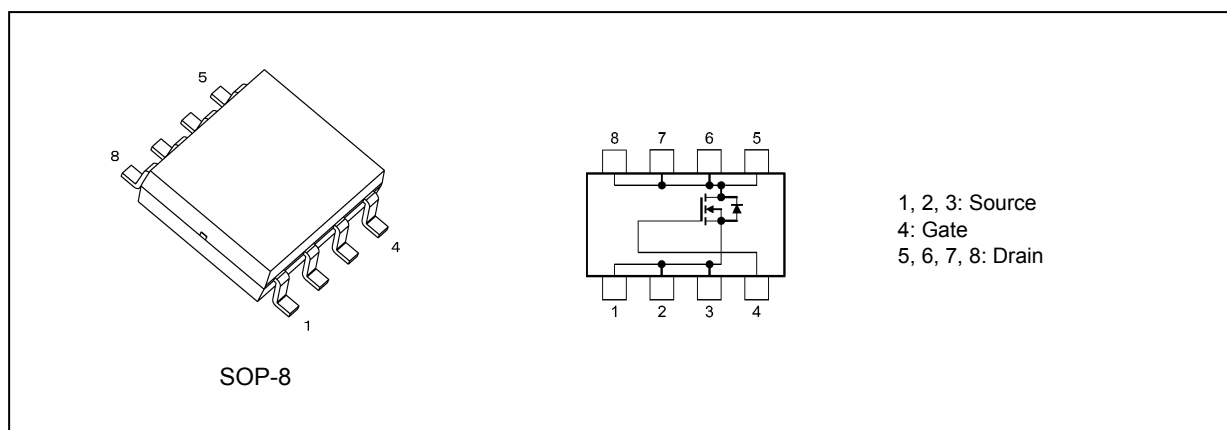 5
8
4
1
SOP-8
8 7 6 5
1 2 3 4
1, 2, 3: Source
4: Gate
5, 6, 7, 8: Drain